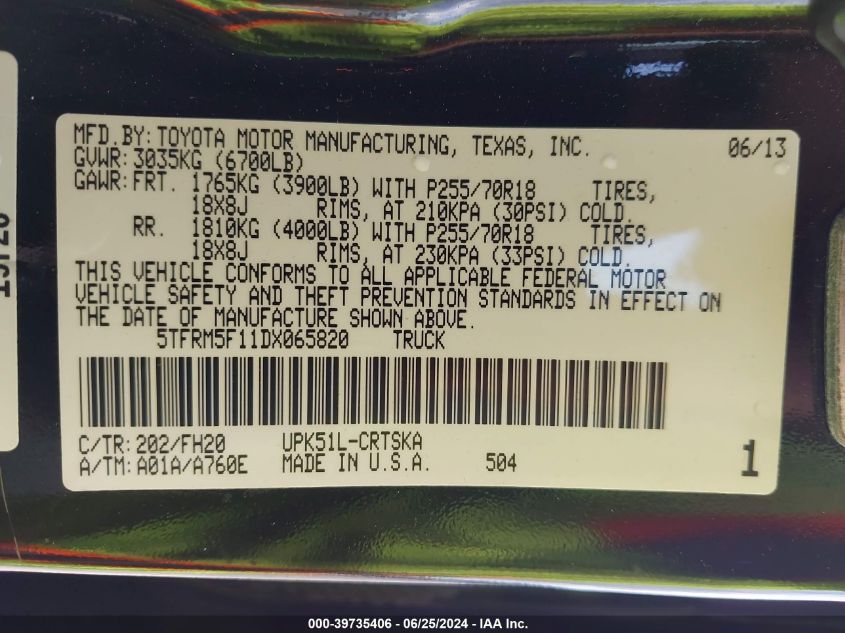 MFD.BY:TOYOTA MOTOR MANUFACTURING, TEXAS, INC. 06/13
GVWR:3035KG (6700LB)
GAWR:FRT. 1765KG (3900LB) WITH P255/70R18 TIRES,
18X8J RIMS, AT 210KPA (30PSI) COLD.
RR. 1810KG (4000LB) WITH P255/70R18 TIRES,
18X8J RIMS, AT 230KPA (33PSI) COLD.
THIS VEHICLE CONFORMS TO ALL APPLICABLE FEDERAL MOTOR
VEHICLE SAFETY AND THEFT PREVENTION STANDARDS IN EFFECT ON
THE DATE OF MANUFACTURE SHOWN ABOVE.
5TFRM5F11DX065820 TRUCK
C/TR:202/FH20 UPK51L-CRTSKA
A/TM:A01A/A760E MADE IN U.S.A. 504 1
000-39735406 - 06/25/2024 - IAA Inc.